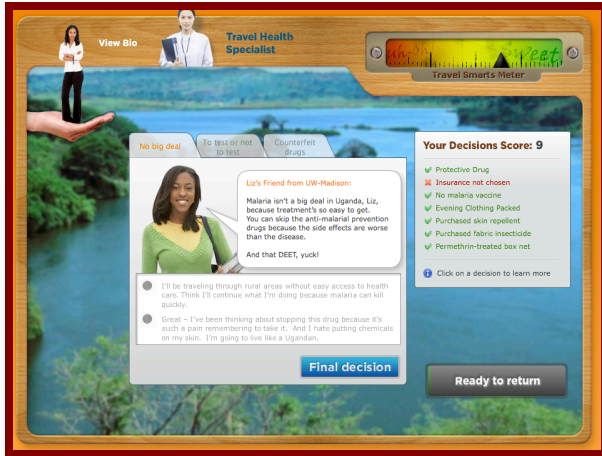 View Bio
Travel Health
Specialist
uh-oh
Sweet
Travel Smarts Meter
No big deal
To test or not
to test
Counterfeit
drugs
Liz's Friend from UW-Madison:
Malaria isn't a big deal in Uganda, Liz,
because treatment's so easy to get.
You can skip the anti-malarial prevention
drugs because the side effects are worse
than the disease.
And that DEET, yuck!
I'll be traveling through rural areas without easy access to health
care. Think I'll continue what I'm doing because malaria can kill
quickly.
Great – I've been thinking about stopping this drug because it's
such a pain remembering to take it. And I hate putting chemicals
on my skin. I'm going to live like a Ugandan.
Final decision
Your Decisions Score: 9
Protective Drug
Insurance not chosen
No malaria vaccine
Evening Clothing Packed
Purchased skin repellent
Purchased fabric insecticide
Permethrin-treated box net
Click on a decision to learn more
Ready to return